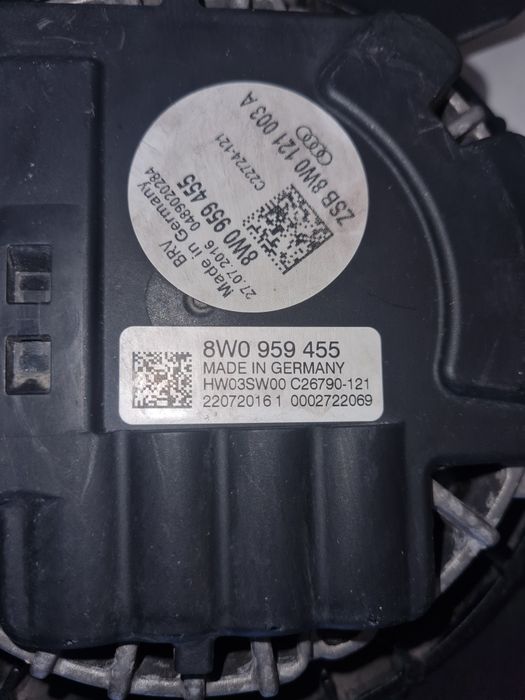 ZSB 8W0 121 003 A
C22724-121
8W0 959 455
27.07.2016 0489020284
Made in Germany
BRV
8W0 959 455
MADE IN GERMANY
HW03SW00 C26790-121
22072016 1 0002722069